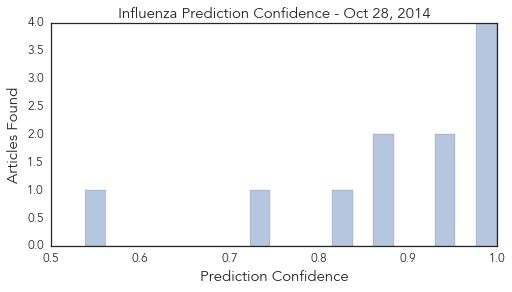 Influenza Prediction Confidence - Oct 28, 2014
4.0
3.5
3.0
2.5
2.0
1.5
1.0
0.5
0.0
Articles Found
0.5 0.6 0.7 0.8 0.9 1.0
Prediction Confidence